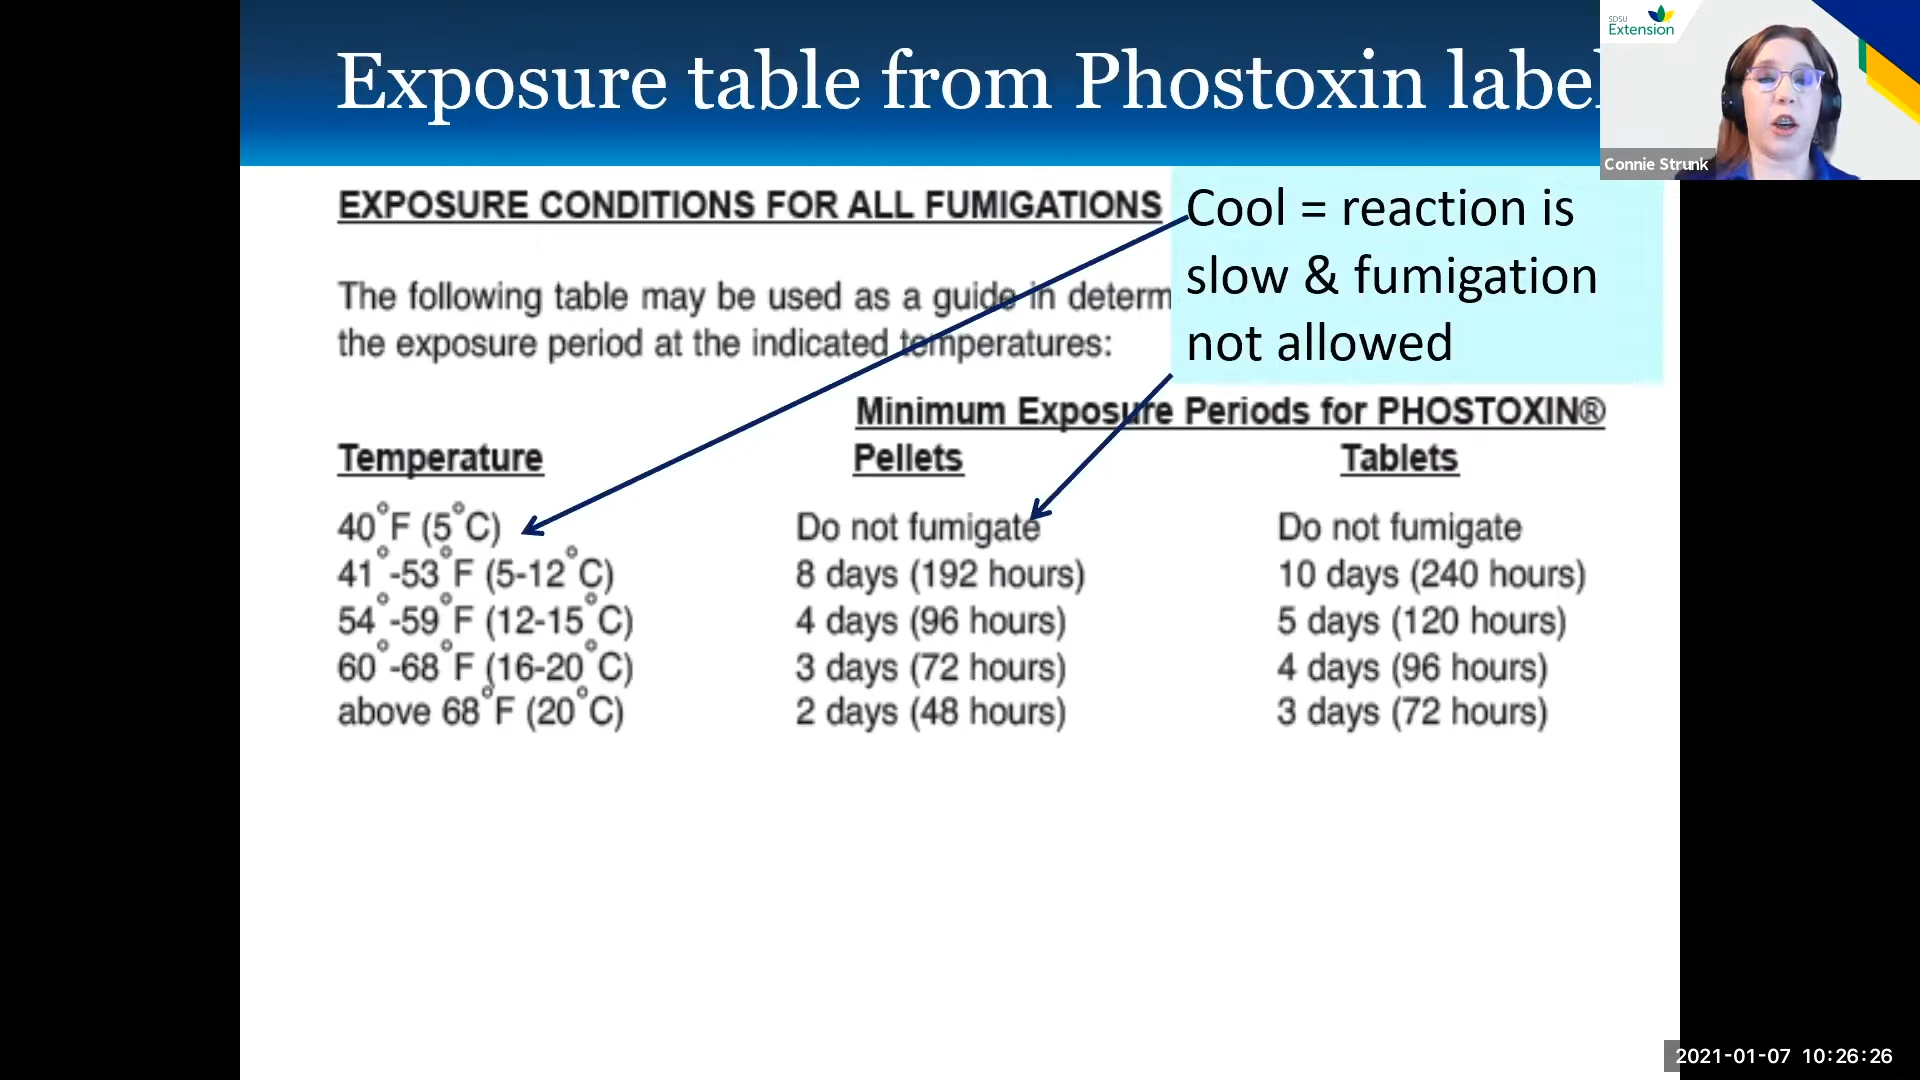 Exposure table from Phostoxin label
SDSU
Extension
Connie Strunk
EXPOSURE CONDITIONS FOR ALL FUMIGATIONS
Cool = reaction is
slow & fumigation
not allowed
The following table may be used as a guide in determ
the exposure period at the indicated temperatures:
Minimum Exposure Periods for PHOSTOXIN®
Temperature Pellets Tablets
40°F (5°C) Do not fumigate Do not fumigate
41°-53°F (5-12°C) 8 days (192 hours) 10 days (240 hours)
54°-59°F (12-15°C) 4 days (96 hours) 5 days (120 hours)
60°-68°F (16-20°C) 3 days (72 hours) 4 days (96 hours)
above 68°F (20°C) 2 days (48 hours) 3 days (72 hours)
2021-01-07 10:26:26